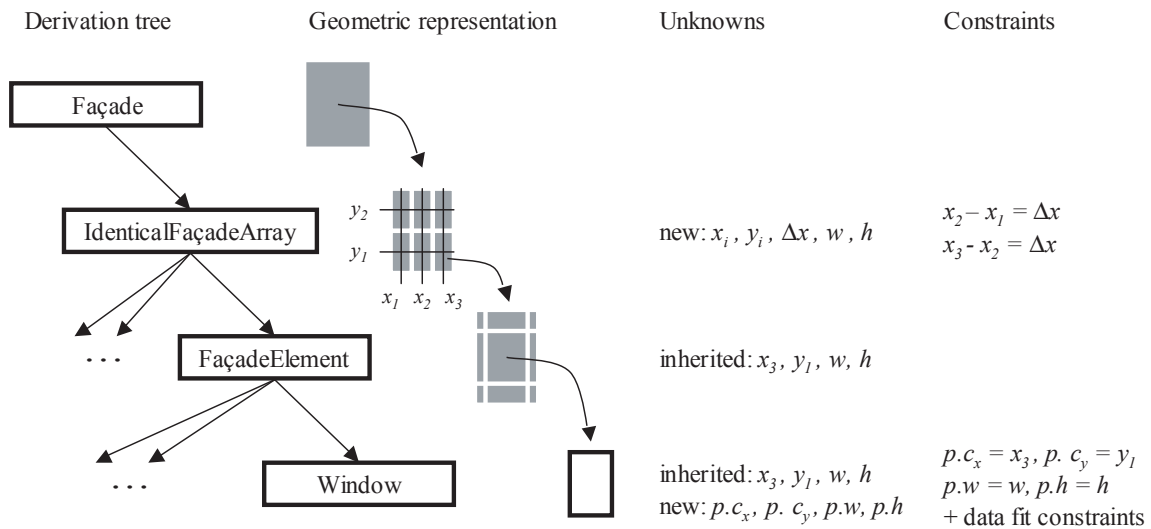 Derivation tree Geometric representation Unknowns Constraints
Façade
y2
y1
x1 x2 x3
IdenticalFaçadeArray
new: xi , yi , Δx, w , h
x2 – x1 = Δx
x3 - x2 = Δx
. . .
FaçadeElement
inherited: x3, y1, w, h
. . .
Window
inherited: x3, y1, w, h
new: p.cx, p. cy, p.w, p.h
p.cx = x3, p. cy = y1
p.w = w, p.h = h
+ data fit constraints